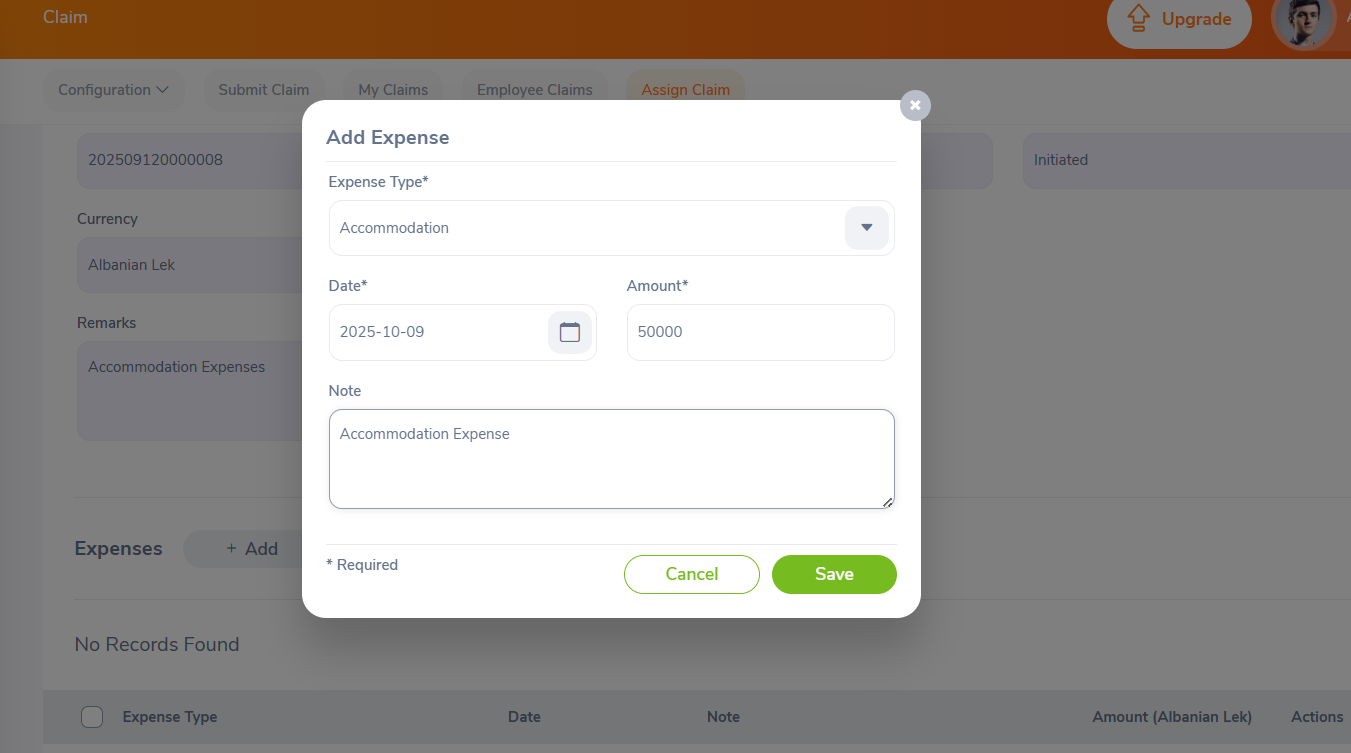 Claim
Upgrade
Configuration
Submit Claim
My Claims
Employee Claims
Assign Claim
202509120000008
Initiated
Currency
Albanian Lek
Remarks
Accommodation Expenses
Add Expense
Expense Type*
Accommodation
Date*
Amount*
2025-10-09
50000
Note
Accommodation Expense
* Required
Cancel
Save
Expenses
+ Add
No Records Found
Expense Type
Date
Note
Amount (Albanian Lek)
Actions